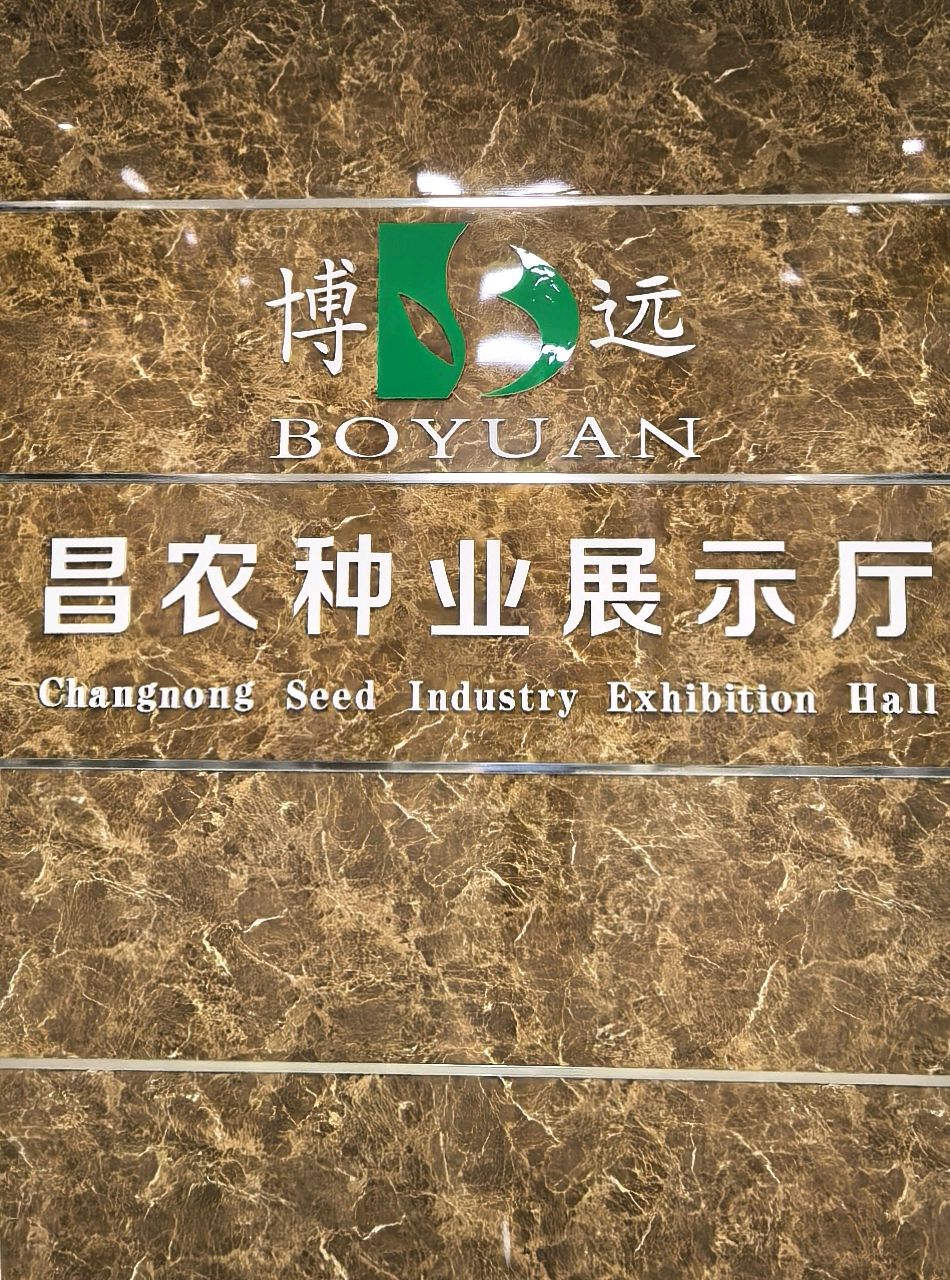 博远
BOYUAN
昌农种业展示厅
Changnong Seed Industry Exhibition Hall